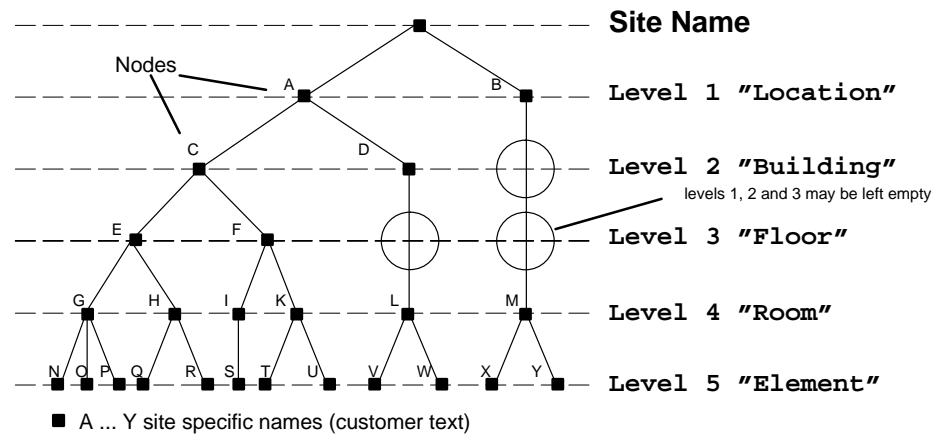 Site Name
Nodes
A
B
Level 1 ”Location”
C
D
Level 2 ”Building”
levels 1, 2 and 3 may be left empty
E
F
Level 3 ”Floor”
G
H
I
K
L
M
Level 4 ”Room”
N
O
P
Q
R
S
T
U
V
W
X
Y
Level 5 ”Element”
A ... Y site specific names (customer text)